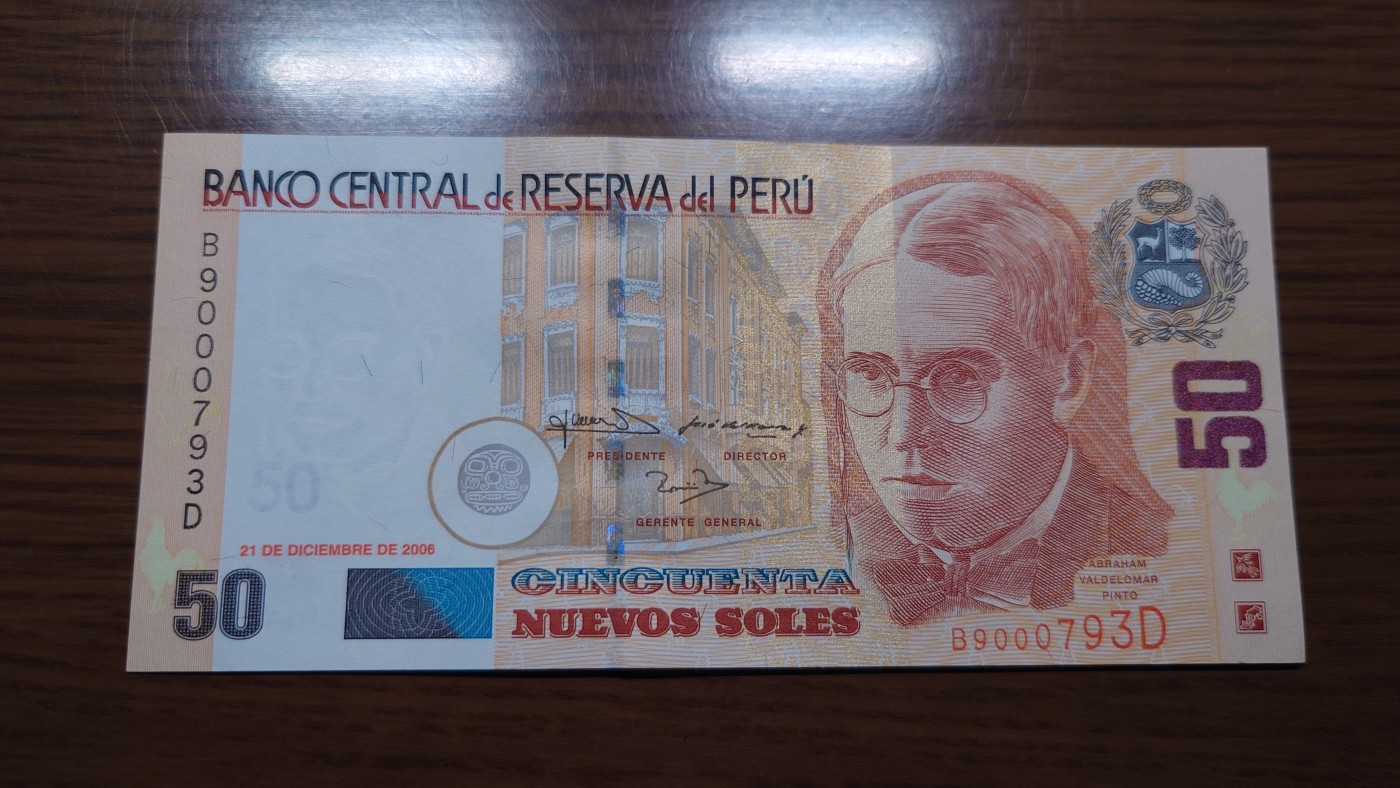 BANCO CENTRAL de RESERVA del PERÚ
B9000793D
50
50
PRESIDENTE DIRECTOR
GERENTE GENERAL
21 DE DICIEMBRE DE 2006
50
CINCUENTA
NUEVOS SOLES
ABRAHAM
VALDELOMAR
PINTO
B9000793D